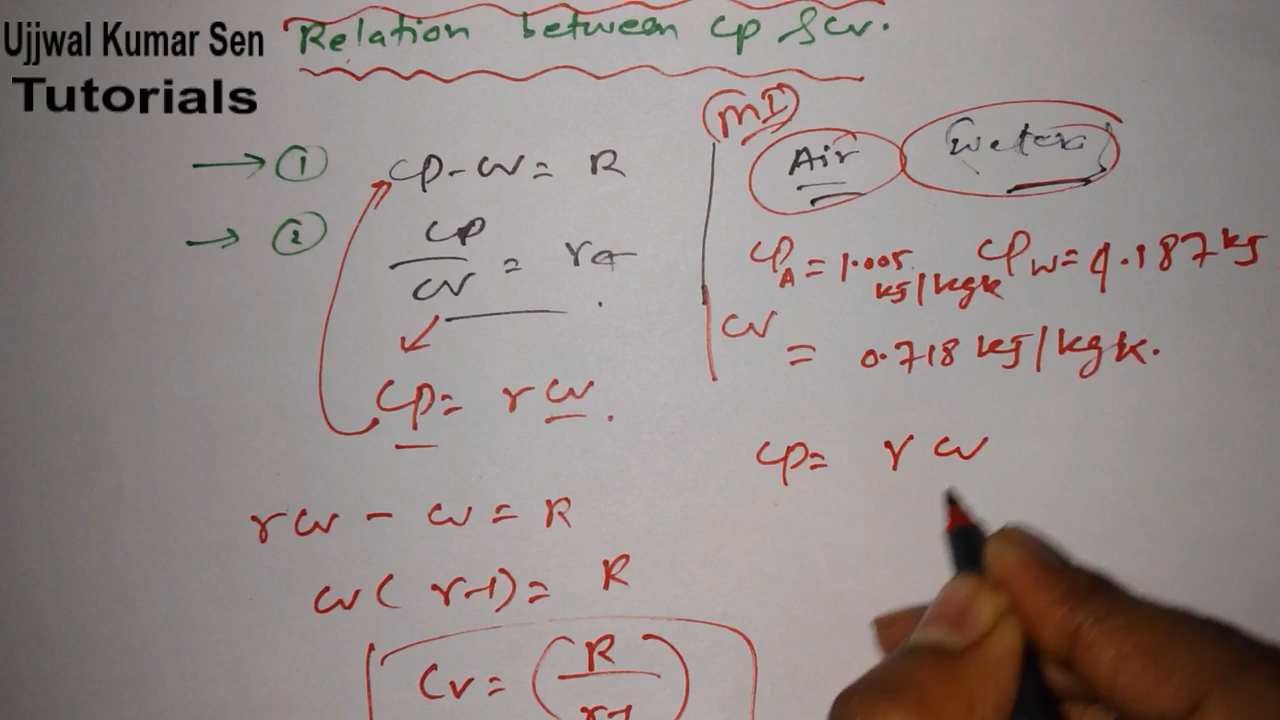 Ujjwal Kumar Sen
Tutorials
Relation between Cp & Cv.
→ ① Cp - Cv = R
→ ② Cp/Cv = γ ←
Cp = γ Cv.
γCv - Cv = R
Cv ( γ-1) = R
Cv = (R/γ-1)
MI
Air
Water
CpA = 1.005 kJ/kgk
Cpw = 4.187 kJ
Cv = 0.718 kJ/kgk.
Cp = γ Cv